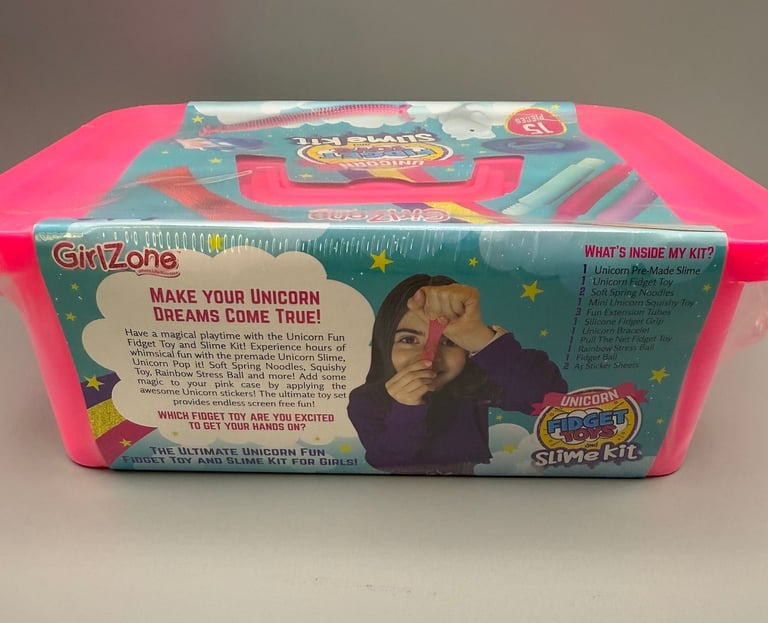 15
PIECES
UNICORN
FIDGET
TOYS
and
SLIME KIT
GirlZone
GirlZone
MAKE YOUR UNICORN
DREAMS COME TRUE!
Have a magical playtime with the Unicorn Fun
Fidget Toy and Slime Kit! Experience hours of
whimsical fun with the premade Unicorn Slime,
Unicorn Pop it! Soft Spring Noodles, Squishy
Toy, Rainbow Stress Ball and more! Add some
magic to your pink case by applying the
awesome Unicorn stickers! The ultimate toy set
provides endless screen free fun!
WHICH FIDGET TOY ARE YOU EXCITED
TO GET YOUR HANDS ON?
THE ULTIMATE UNICORN FUN
FIDGET TOY AND SLIME KIT FOR GIRLS!
WHAT'S INSIDE MY KIT?
1 Unicorn Pre-Made Slime
1 Unicorn Fidget Toy
2 Soft Spring Noodles
1 Mini Unicorn Squishy Toy
3 Fun Extension Tubes
1 Silicone Fidget Grip
1 Unicorn Bracelet
1 Pull The Net Fidget Toy
1 Rainbow Stress Ball
1 Fidget Ball
2 A5 Sticker Sheets
UNICORN
FIDGET
TOYS
and
SLIME KIT